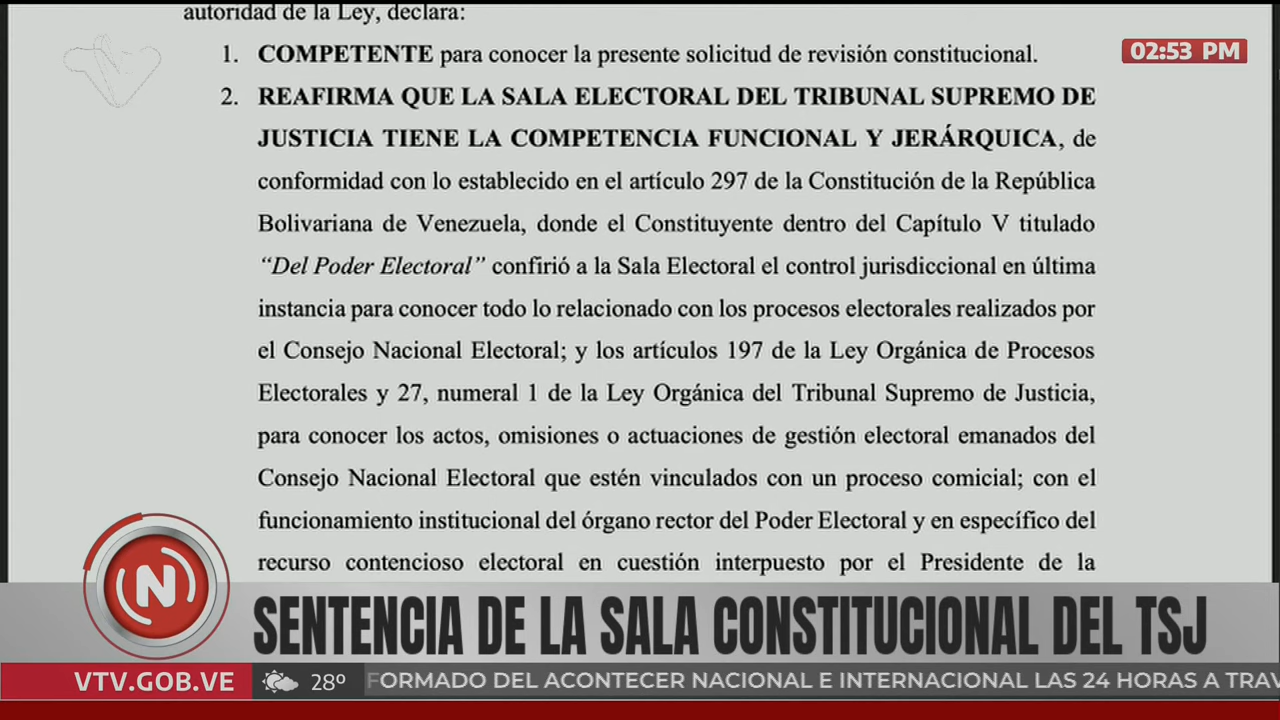 autoridad de la Ley, declara:
02:53 PM
1. COMPETENTE para conocer la presente solicitud de revisión constitucional.
2. REAFIRMA QUE LA SALA ELECTORAL DEL TRIBUNAL SUPREMO DE
JUSTICIA TIENE LA COMPETENCIA FUNCIONAL Y JERÁRQUICA, de
conformidad con lo establecido en el artículo 297 de la Constitución de la República
Bolivariana de Venezuela, donde el Constituyente dentro del Capítulo V titulado
“Del Poder Electoral” confirió a la Sala Electoral el control jurisdiccional en última
instancia para conocer todo lo relacionado con los procesos electorales realizados por
el Consejo Nacional Electoral; y los artículos 197 de la Ley Orgánica de Procesos
Electorales y 27, numeral 1 de la Ley Orgánica del Tribunal Supremo de Justicia,
para conocer los actos, omisiones o actuaciones de gestión electoral emanados del
Consejo Nacional Electoral que estén vinculados con un proceso comicial; con el
funcionamiento institucional del órgano rector del Poder Electoral y en específico del
recurso contencioso electoral en cuestión interpuesto por el Presidente de la
N
SENTENCIA DE LA SALA CONSTITUCIONAL DEL TSJ
VTV.GOB.VE 28º FORMADO DEL ACONTECER NACIONAL E INTERNACIONAL LAS 24 HORAS A TRAV